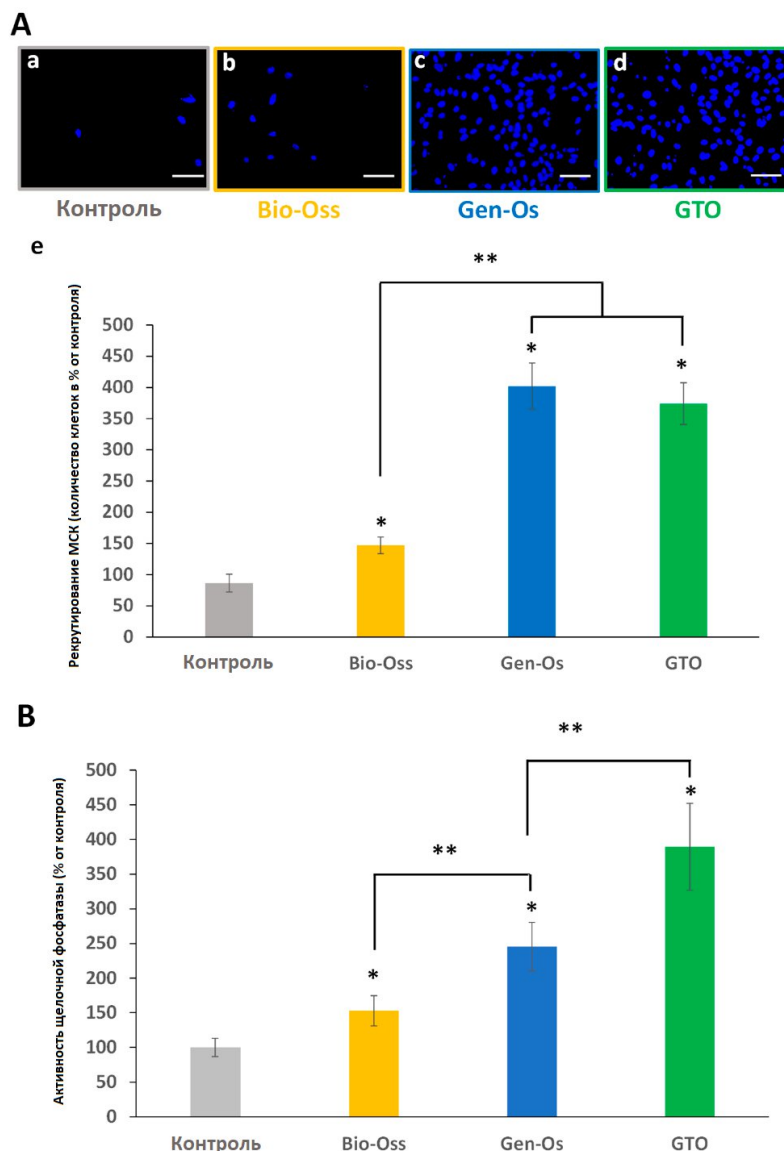 A
a
b
c
d
Контроль
Bio-Oss
Gen-Os
GTO
e
**
Рекрутирование МСК (количество клеток в % от контроля)
500
450
400
350
300
250
200
150
100
50
0
*
*
*
Контроль
Bio-Oss
Gen-Os
GTO
B
**
**
Активность щелочной фосфатазы (% от контроля)
500
450
400
350
300
250
200
150
100
50
0
*
*
*
Контроль
Bio-Oss
Gen-Os
GTO